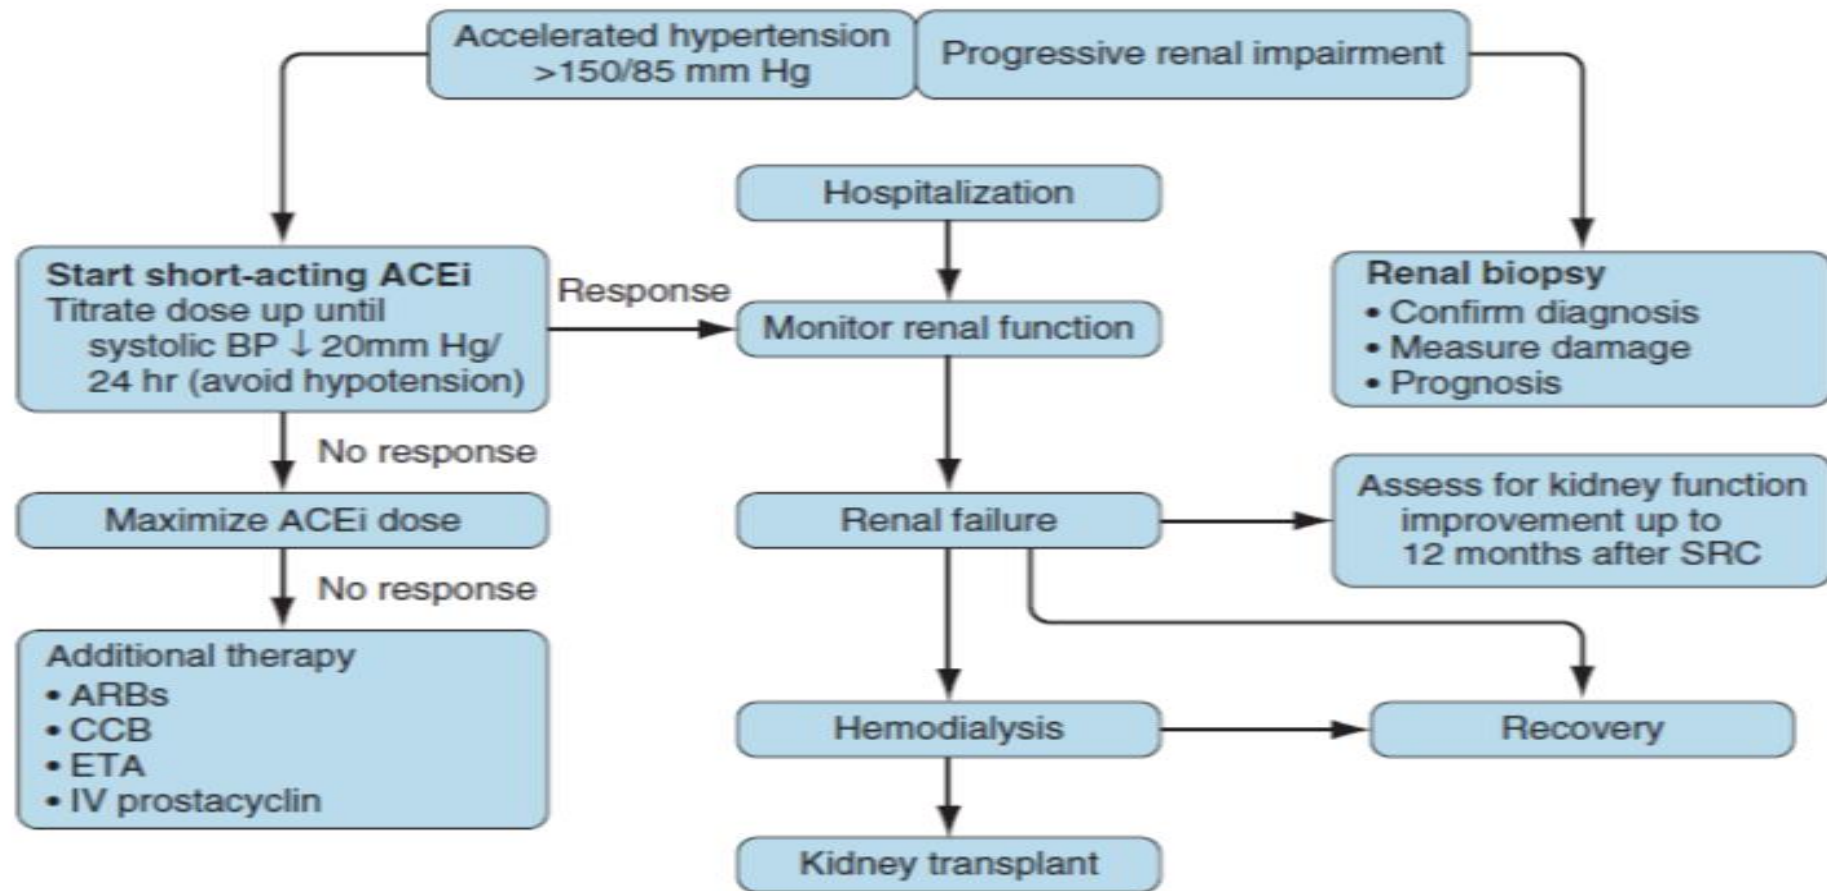 Accelerated hypertension
>150/85 mm Hg
Progressive renal impairment
Hospitalization
Start short-acting ACEi
Titrate dose up until
systolic BP ↓ 20mm Hg/
24 hr (avoid hypotension)
Response
Monitor renal function
Renal biopsy
• Confirm diagnosis
• Measure damage
• Prognosis
No response
Maximize ACEi dose
Renal failure
Assess for kidney function
improvement up to
12 months after SRC
No response
Additional therapy
• ARBs
• CCB
• ETA
• IV prostacyclin
Hemodialysis
Recovery
Kidney transplant